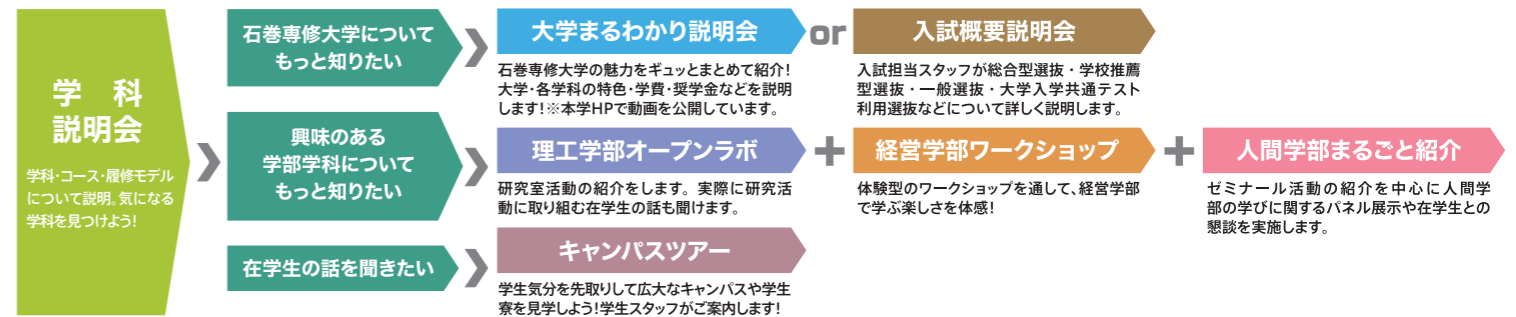 学　科
説明会
学科・コース・履修モデル
について説明。気になる
学科を見つけよう!
石巻専修大学について
もっと知りたい
大学まるわかり説明会
石巻専修大学の魅力をギュッとまとめて紹介!
大学・各学科の特色・学費・奨学金などを説明
します!※本学HPで動画を公開しています。
or
入試概要説明会
入試担当スタッフが総合型選抜・学校推薦
型選抜・一般選抜・大学入学共通テスト
利用選抜などについて詳しく説明します。
興味のある
学部学科について
もっと知りたい
理工学部オープンラボ
研究室活動の紹介をします。実際に研究活
動に取り組む在学生の話も聞けます。
+
経営学部ワークショップ
体験型のワークショップを通して、経営学部
で学ぶ楽しさを体感!
+
人間学部まるごと紹介
ゼミナール活動の紹介を中心に人間学
部の学びに関するパネル展示や在学生との
懇談を実施します。
在学生の話を聞きたい
キャンパスツアー
学生気分を先取りして広大なキャンパスや学生
寮を見学しよう!学生スタッフがご案内します!